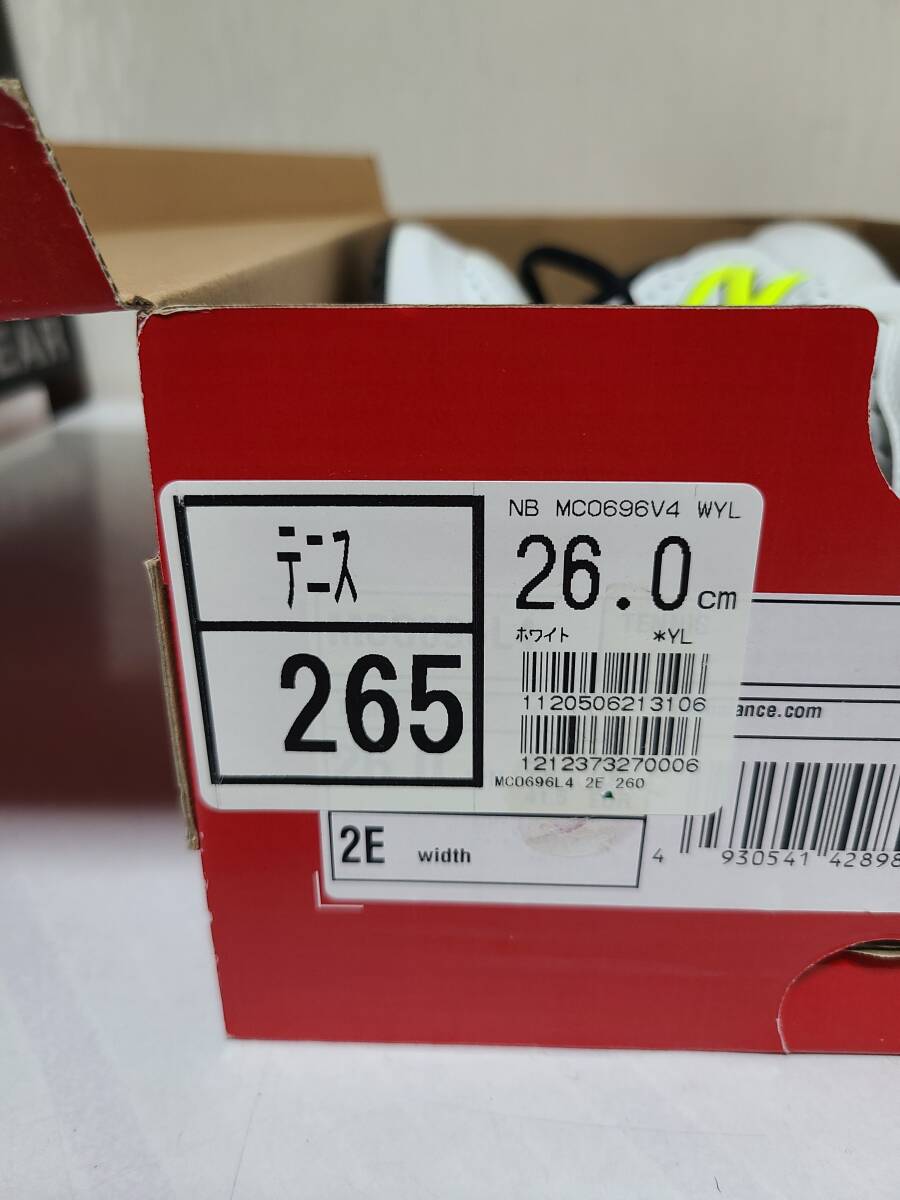 EAR
NB MC0696V4 WYL
テニス
26.0cm
ホワイト *YL
265
1120506213106
1212373270006
MC0696L4 2E 260
ance.com
2E width
4 930541 42898